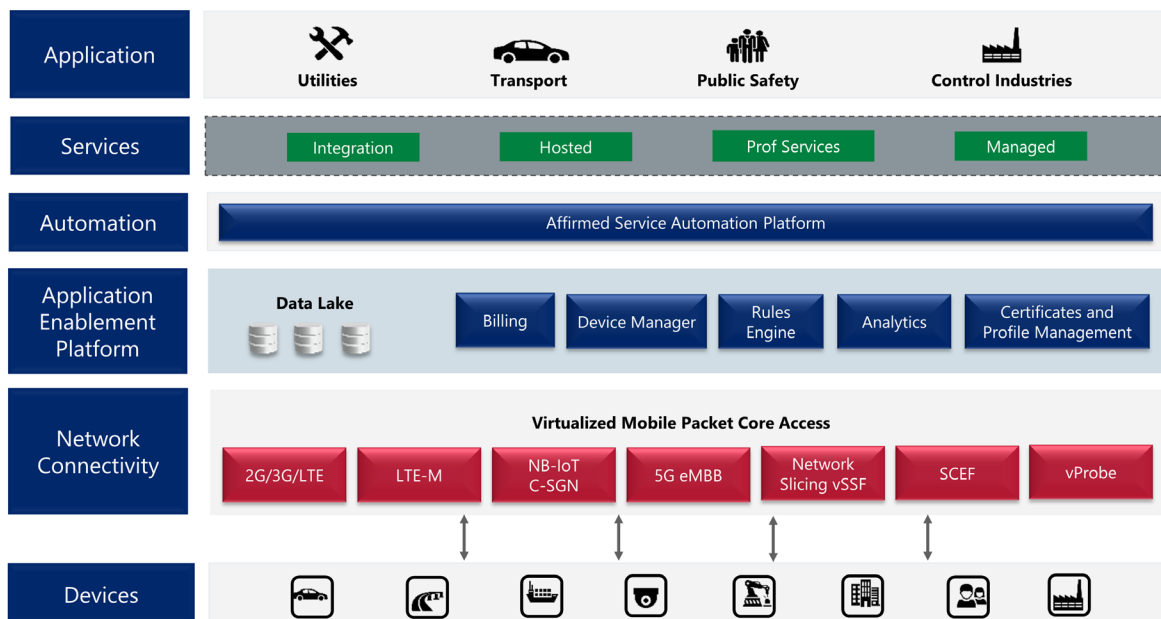 Application
Utilities
Transport
Public Safety
Control Industries
Services
Integration
Hosted
Prof Services
Managed
Automation
Affirmed Service Automation Platform
Application
Enablement
Platform
Data Lake
Billing
Device Manager
Rules
Engine
Analytics
Certificates and
Profile Management
Network
Connectivity
Virtualized Mobile Packet Core Access
2G/3G/LTE
LTE-M
NB-IoT
C-SGN
5G eMBB
Network
Slicing vSSF
SCEF
vProbe
Devices